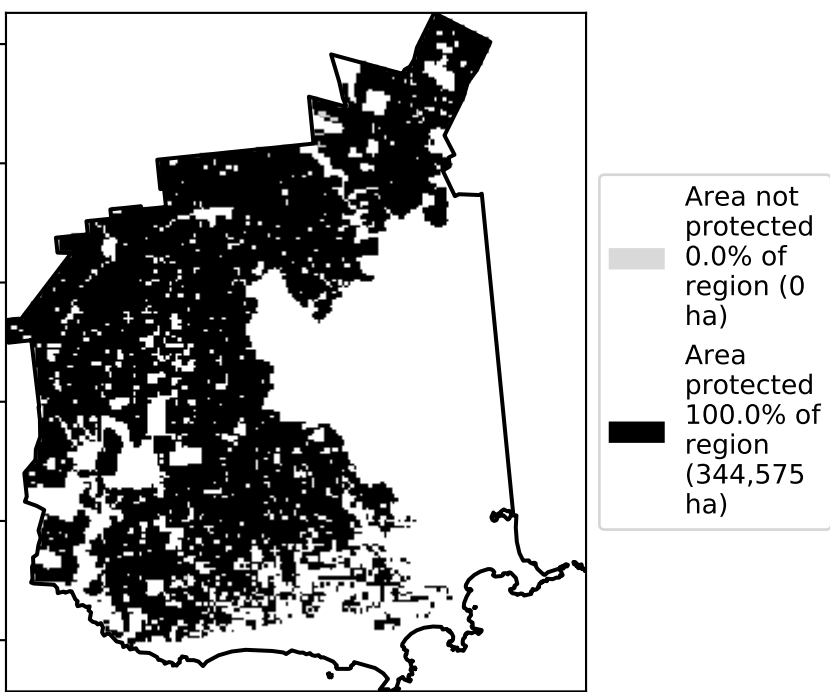 Area not
protected
0.0% of
region (0
ha)
Area
protected
100.0% of
region
(344,575
ha)